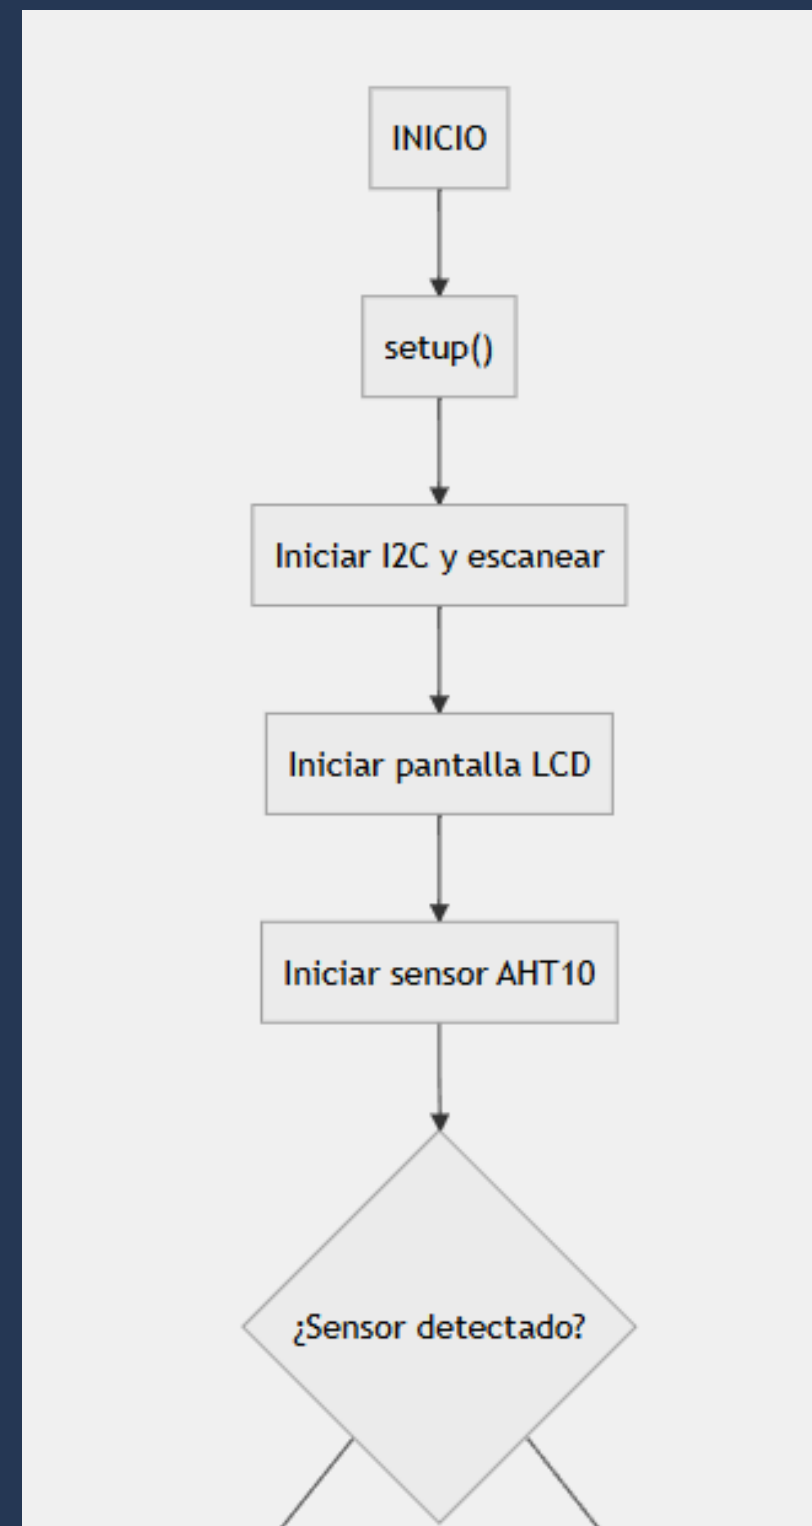 INICIO
setup()
Iniciar I2C y escanear
Iniciar pantalla LCD
Iniciar sensor AHT10
¿Sensor detectado?